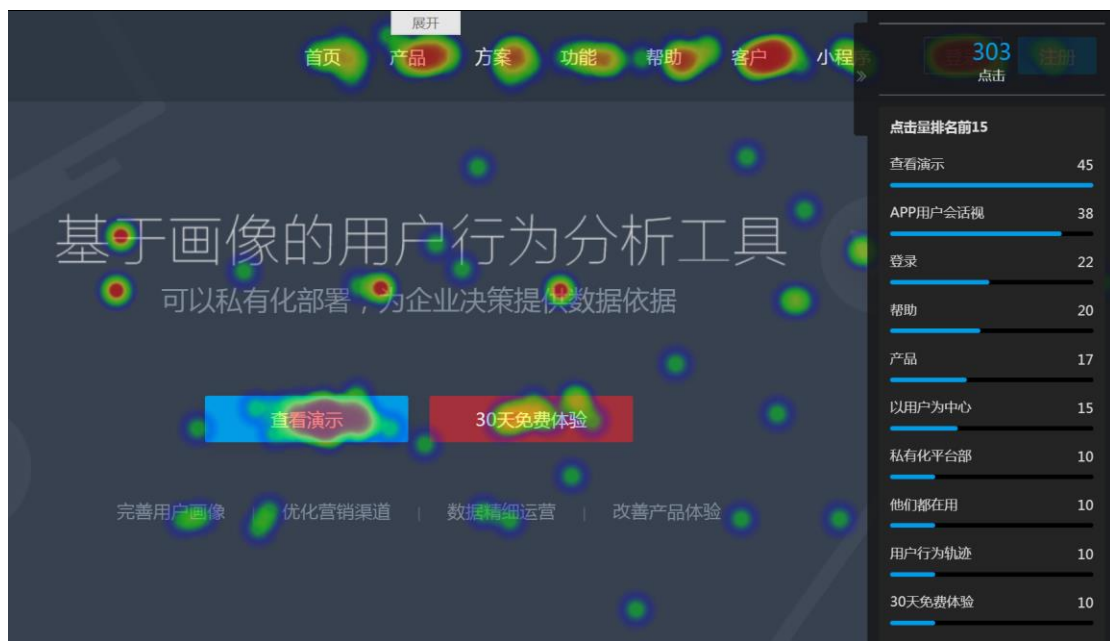 展开
首页 产品 方案 功能 帮助 客户 小程序 登录 注册
303
点击
»
基于画像的用户行为分析工具
可以私有化部署，为企业决策提供数据依据
查看演示 30天免费体验
完善用户画像 | 优化营销渠道 | 数据精细运营 | 改善产品体验
点击量排名前15
查看演示 45
APP用户会话视 38
登录 22
帮助 20
产品 17
以用户为中心 15
私有化平台部 10
他们都在用 10
用户行为轨迹 10
30天免费体验 10